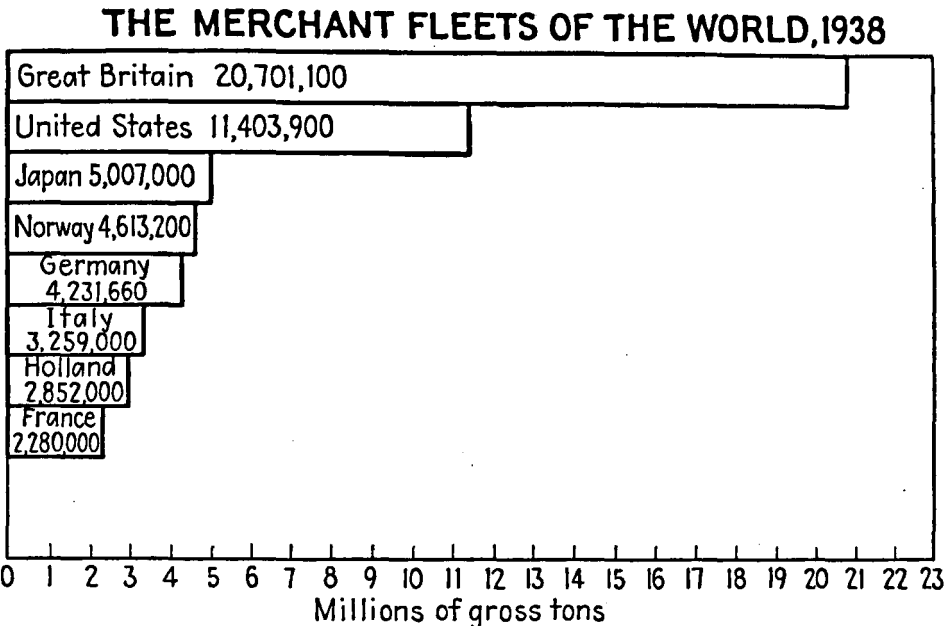 THE MERCHANT FLEETS OF THE WORLD, 1938
Great Britain 20,701,100
United States 11,403,900
Japan 5,007,000
Norway 4,613,200
Germany
4,231,660
Italy
3,259,000
Holland
2,852,000
France
2,280,000
0 1 2 3 4 5 6 7 8 9 10 11 12 13 14 15 16 17 18 19 20 21 22 23
Millions of gross tons